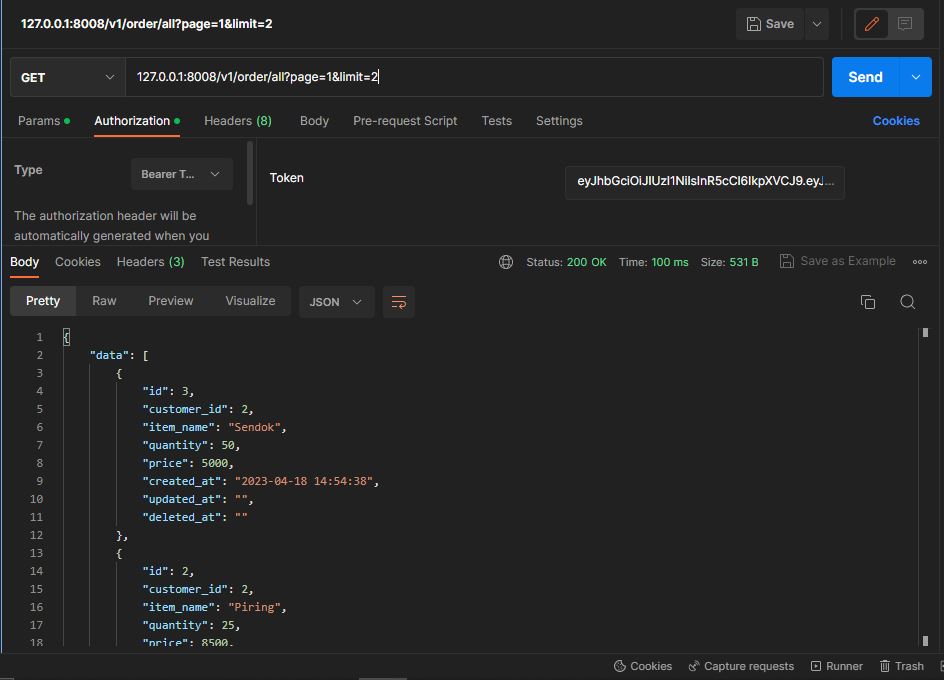 127.0.0.1:8008/v1/order/all?page=1&limit=2 Save
GET 127.0.0.1:8008/v1/order/all?page=1&limit=2 Send
Params Authorization Headers (8) Body Pre-request Script Tests Settings Cookies
Type Bearer T... Token eyJhbGciOiJIUzI1NiIsInR5cCI6IkpXVCJ9.eyJ...
The authorization header will be
automatically generated when you
Body Cookies Headers (3) Test Results Status: 200 OK Time: 100 ms Size: 531 B Save as Example
Pretty Raw Preview Visualize JSON
1 {
2 "data": [
3 {
4 "id": 3,
5 "customer_id": 2,
6 "item_name": "Sendok",
7 "quantity": 50,
8 "price": 5000,
9 "created_at": "2023-04-18 14:54:38",
10 "updated_at": "",
11 "deleted_at": ""
12 },
13 {
14 "id": 2,
15 "customer_id": 2,
16 "item_name": "Piring",
17 "quantity": 25,
18 "price": 8500,
Cookies Capture requests Runner Trash